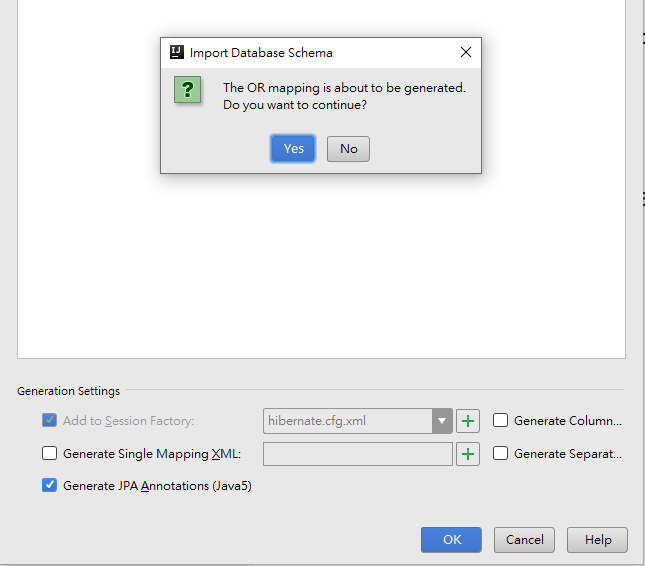 IJ
Import Database Schema
?
The OR mapping is about to be generated.
Do you want to continue?
Yes
No
Generation Settings
Add to Session Factory:
hibernate.cfg.xml
Generate Column...
Generate Single Mapping XML:
Generate Separat...
Generate JPA Annotations (Java5)
OK
Cancel
Help